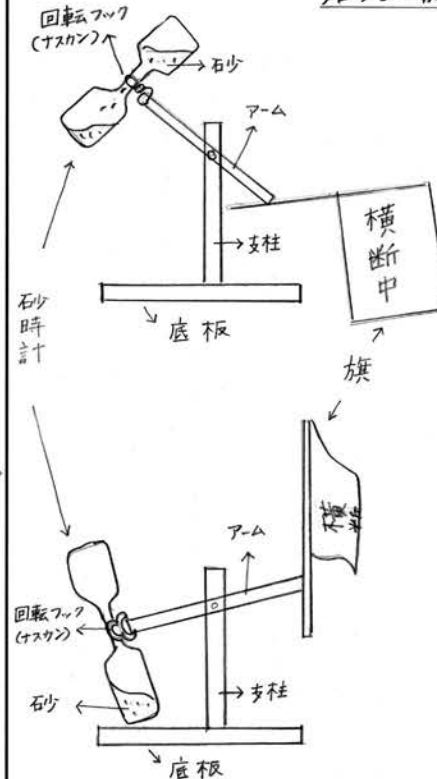 回転フック
(ナスカン)
石少
アーム
支柱
底板
横断中
砂時計
旗
アーム
横断
回転フック
(ナスカン)
石少
支柱
底板